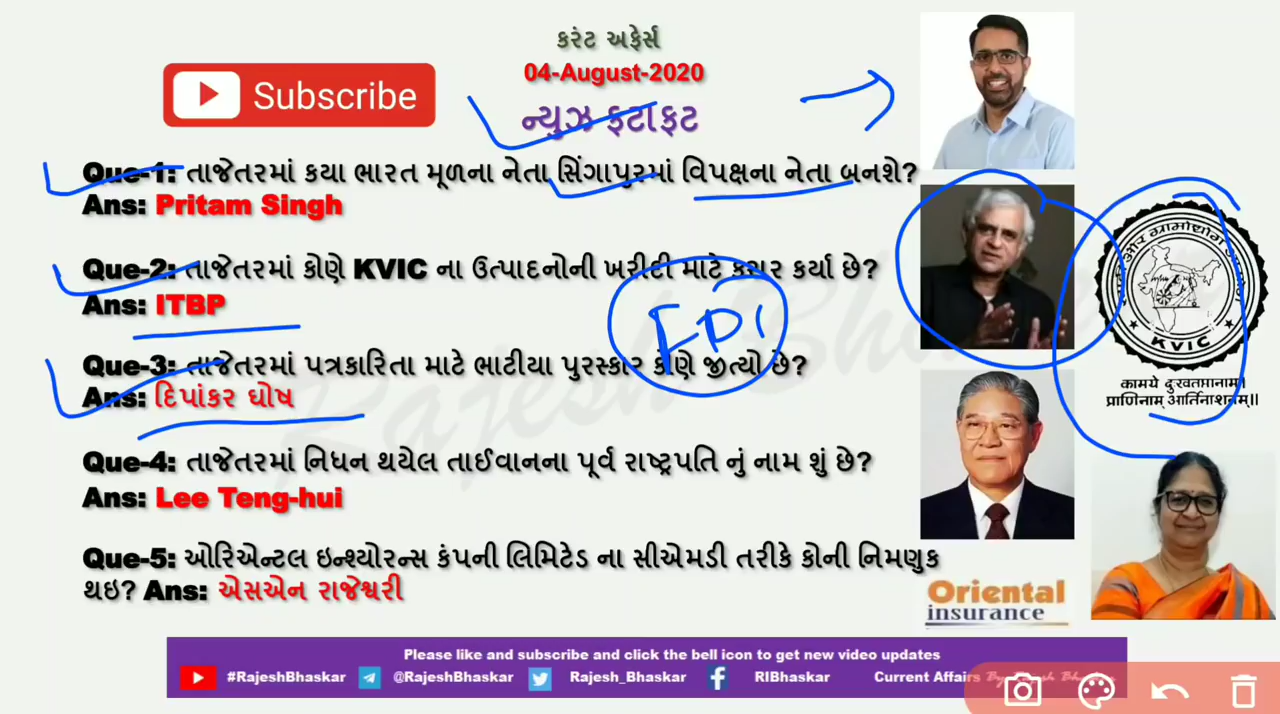 કરંટ અફેર્સ
04-August-2020
Subscribe
ન્યુઝ ફટાફટ
Que-1: તાજેતરમાં કયા ભારત મૂળના નેતા સિંગાપુરમાં વિપક્ષના નેતા બનશે?
Ans: Pritam Singh
Que-2: તાજેતરમાં કોણે KVIC ના ઉત્પાદનોની ખરીદી માટે કરાર કર્યા છે?
Ans: ITBP
Que-3: તાજેતરમાં પત્રકારિતા માટે ભાટીયા પુરસ્કાર કોણે જીત્યો છે?
Ans: દિપાંકર ઘોષ
Que-4: તાજેતરમાં નિધન થયેલ તાઈવાનના પૂર્વ રાષ્ટ્રપતિ નું નામ શું છે?
Ans: Lee Teng-hui
Que-5: ઓરિએન્ટલ ઇન્શ્યોરન્સ કંપની લિમિટેડ ના સીએમડી તરીકે કોની નિમણુક
થઇ? Ans: એસએન રાજેશ્વરી
KVIC
कामये दुःखतप्तानाम्।
प्राणिनाम् आर्तिनाशनम्॥
Oriental
insurance
Please like and subscribe and click the bell icon to get new video updates
#RajeshBhaskar @RajeshBhaskar Rajesh_Bhaskar RIBhaskar Current Affairs By Rajesh Bhaskar